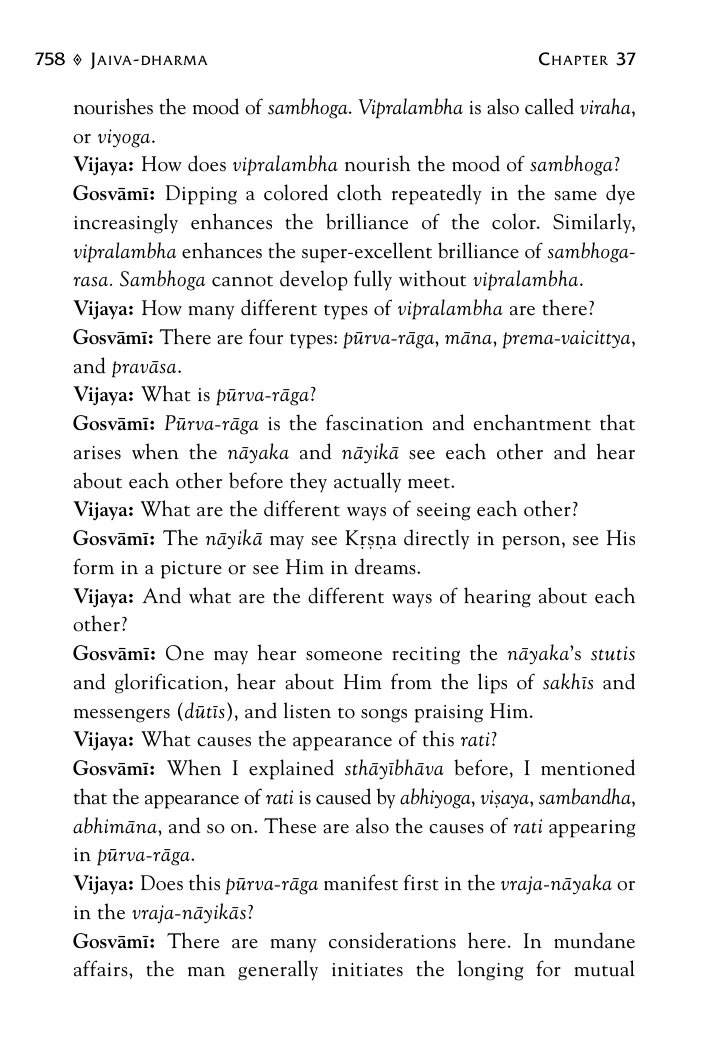 758 ◈ JAIVA-DHARMA CHAPTER 37
nourishes the mood of sambhoga. Vipralambha is also called viraha,
or viyoga.
Vijaya: How does vipralambha nourish the mood of sambhoga?
Gosvāmī: Dipping a colored cloth repeatedly in the same dye
increasingly enhances the brilliance of the color. Similarly,
vipralambha enhances the super-excellent brilliance of sambhoga-
rasa. Sambhoga cannot develop fully without vipralambha.
Vijaya: How many different types of vipralambha are there?
Gosvāmī: There are four types: pūrva-rāga, māna, prema-vaicittya,
and pravāsa.
Vijaya: What is pūrva-rāga?
Gosvāmī: Pūrva-rāga is the fascination and enchantment that
arises when the nāyaka and nāyikā see each other and hear
about each other before they actually meet.
Vijaya: What are the different ways of seeing each other?
Gosvāmī: The nāyikā may see Kṛṣṇa directly in person, see His
form in a picture or see Him in dreams.
Vijaya: And what are the different ways of hearing about each
other?
Gosvāmī: One may hear someone reciting the nāyaka's stutis
and glorification, hear about Him from the lips of sakhīs and
messengers (dūtīs), and listen to songs praising Him.
Vijaya: What causes the appearance of this rati?
Gosvāmī: When I explained sthāyībhāva before, I mentioned
that the appearance of rati is caused by abhiyoga, viṣaya, sambandha,
abhimāna, and so on. These are also the causes of rati appearing
in pūrva-rāga.
Vijaya: Does this pūrva-rāga manifest first in the vraja-nāyaka or
in the vraja-nāyikās?
Gosvāmī: There are many considerations here. In mundane
affairs, the man generally initiates the longing for mutual